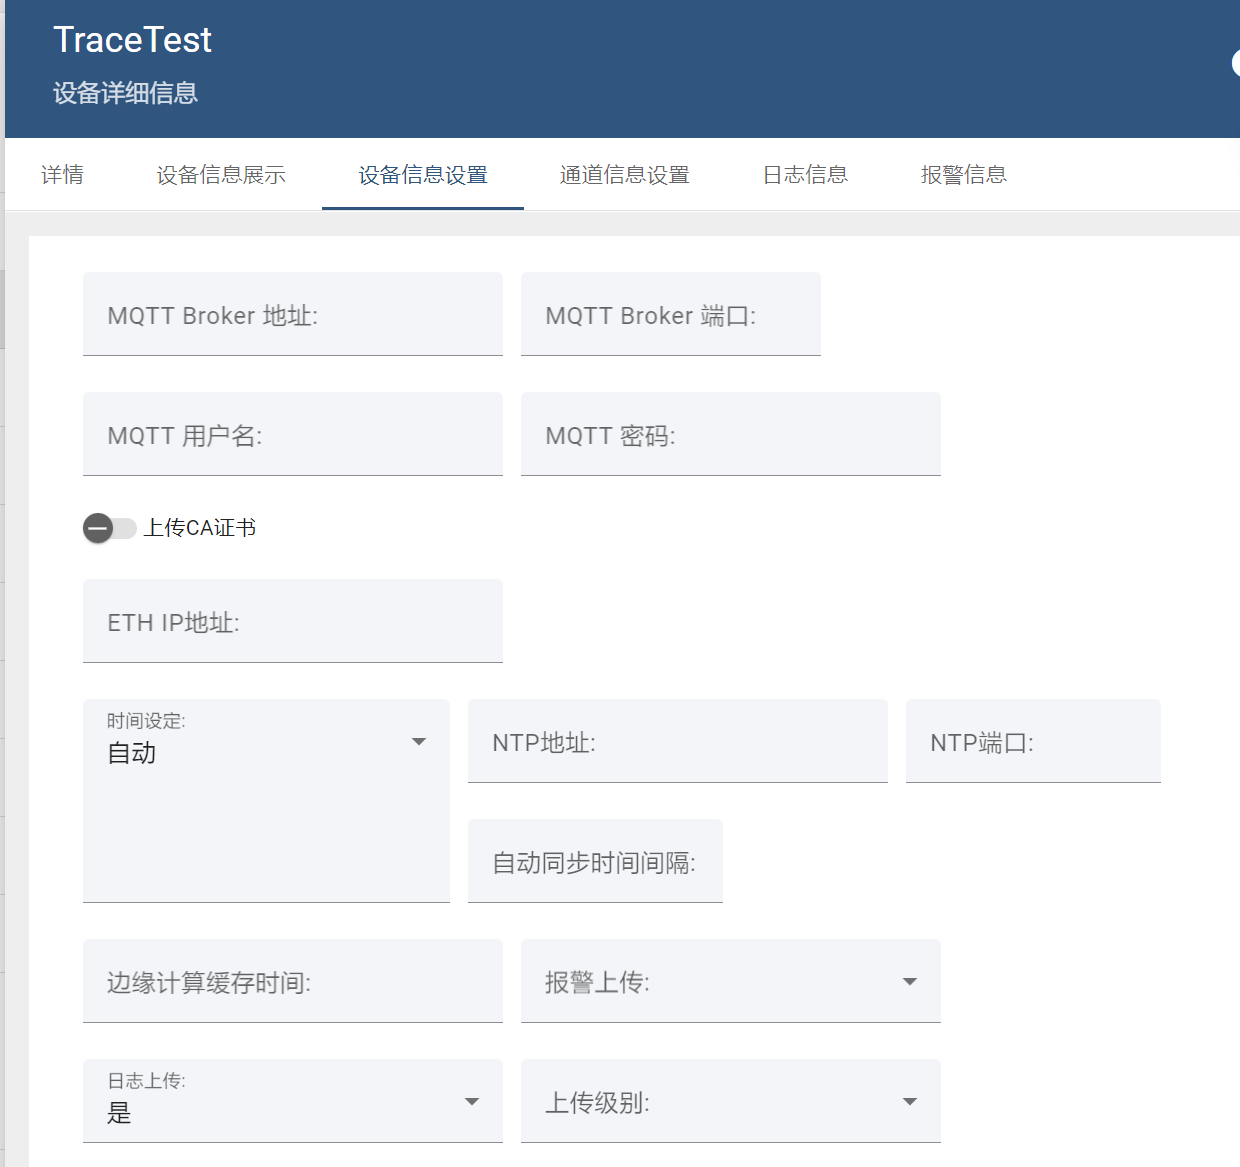 TraceTest
设备详细信息
详情 设备信息展示 设备信息设置 通道信息设置 日志信息 报警信息
MQTT Broker 地址: MQTT Broker 端口:
MQTT 用户名: MQTT 密码:
上传CA证书
ETH IP地址:
时间设定:
自动
NTP地址: NTP端口:
自动同步时间间隔:
边缘计算缓存时间: 报警上传:
日志上传:
是
上传级别: